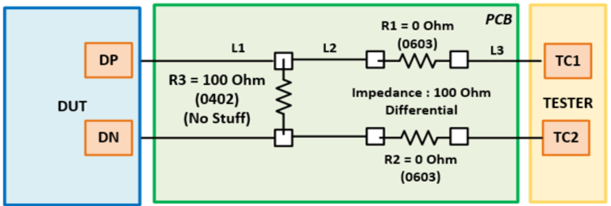 PCB
R1 = 0 Ohm
(0603)
L1
L2
L3
DP
TC1
R3 = 100 Ohm
(0402)
(No Stuff)
Impedance : 100 Ohm
Differential
DUT
TESTER
DN
TC2
R2 = 0 Ohm
(0603)